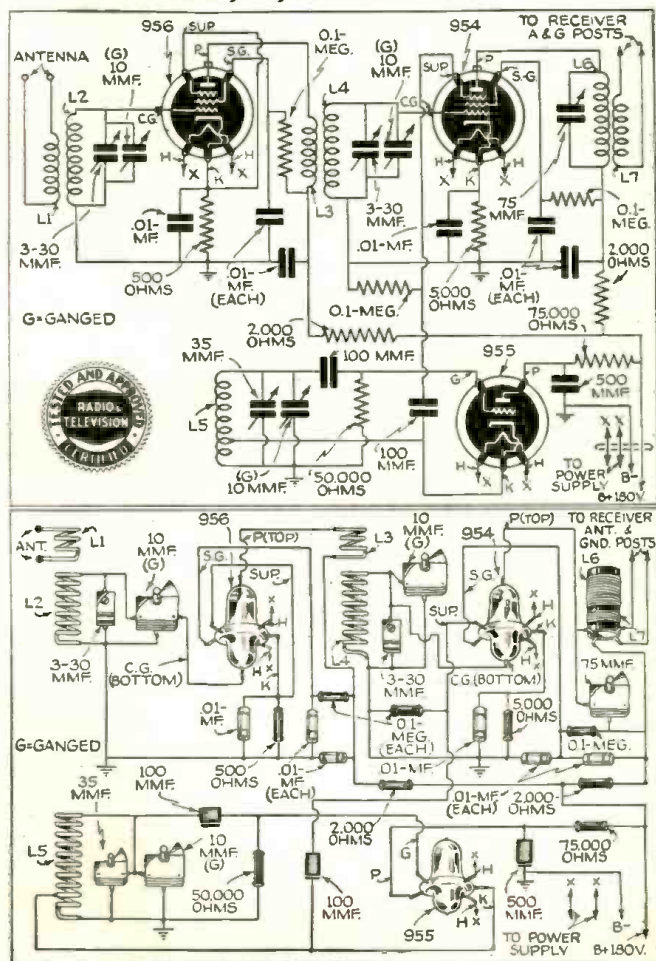 956
SUP.
P.
S.G.
0.1-
MEG.
(G)
10
MMF.
954
TO RECEIVER
A & G POSTS
ANTENNA
(G)
10
MMF.
L2
L4
SUP
P
S.G.
L6
C.G.
C.G.
H
X
K
H
X
H
X
K
H
X
L1
.01-
MF.
L3
3-30
MMF.
.01-MF.
75
MMF
L7
0.1-
MEG.
3-30
MMF.
500
OHMS
.01-
MF.
(EACH)
5,000
OHMS
.01-
MF.
(EACH)
2,000
OHMS
G=GANGED
0.1-MEG.
2,000
OHMS
75,000
OHMS
35
MMF.
100 MMF.
955
G
P
500
MMF.
TESTED AND APPROVED
RADIO &
TELEVISION
CERTIFIED
L5
(G)
10 MMF.
50,000
OHMS
100
MMF.
H
X
K
H
X
X X
TO
POWER
SUPPLY
B-
B+180V.
ANT.
L1
10
MMF.
(G)
956
P(TOP)
S.G.
SUP.
L3
10
MMF.
(G)
954
P(TOP)
TO RECEIVER
ANT. &
GND. POSTS
L6
S.G.
L2
X
H
SUP.
X
H
K
L7
3-30
MMF.
C.G.
(BOTTOM)
H
X
K
L4
3-30
MMF.
C.G.(BOTTOM)
H
X
75 MMF.
.01-
MF.
5,000
OHMS
G=GANGED
500
OHMS
.01-
MF.
(EACH)
0.1-
MEG.
(EACH)
.01-MF.
0.1-MEG.
35
MMF.
100
MMF.
.01-MF.
(EACH)
2,000-
OHMS
10
MMF.
(G)
2,000
OHMS
L5
G
X
H
75,000
OHMS
P
50,000
OHMS
100
MMF.
955
H
X
K
500
MMF.
X X
B-
TO POWER
SUPPLY
B+180V.